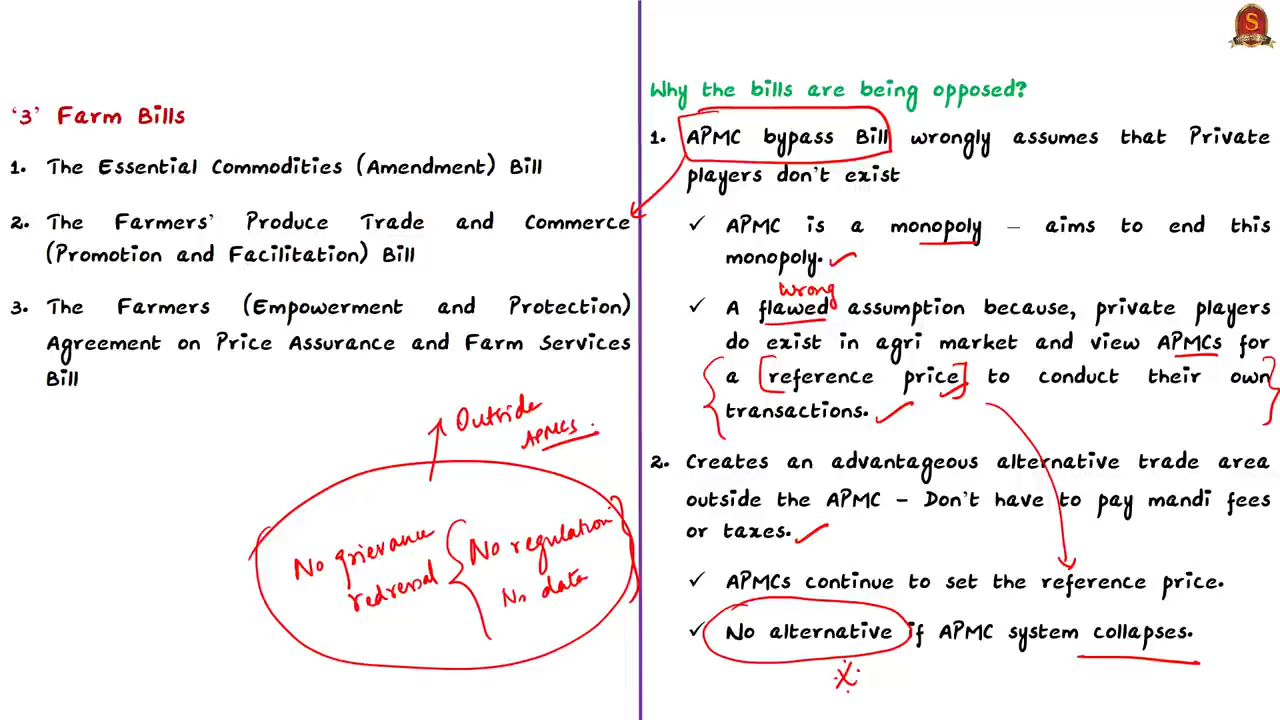 '3' Farm Bills
1. The Essential Commodities (Amendment) Bill
2. The Farmers' Produce Trade and Commerce
(Promotion and Facilitation) Bill
3. The Farmers (Empowerment and Protection)
Agreement on Price Assurance and Farm Services
Bill
Outside
APMCs.
No grievance
redressal
No regulation
No data
S
Why the bills are being opposed?
1. APMC bypass Bill wrongly assumes that Private
players don't exist
✓ APMC is a monopoly – aims to end this
monopoly.
wrong
✓ A flawed assumption because, private players
do exist in agri market and view APMCs for
a [reference price] to conduct their own
transactions.
2. Creates an advantageous alternative trade area
outside the APMC – Don't have to pay mandi fees
or taxes.
✓ APMCs continue to set the reference price.
✓ No alternative if APMC system collapses.